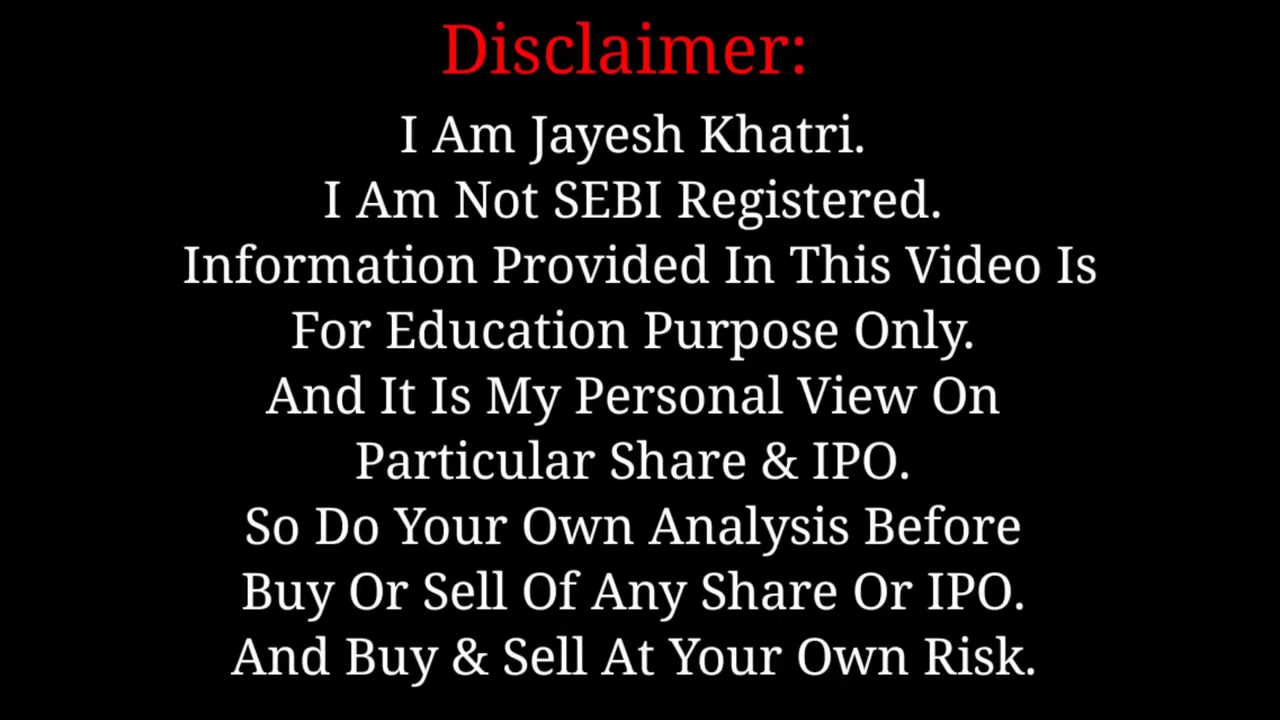 Disclaimer:
I Am Jayesh Khatri.
I Am Not SEBI Registered.
Information Provided In This Video Is
For Education Purpose Only.
And It Is My Personal View On
Particular Share & IPO.
So Do Your Own Analysis Before
Buy Or Sell Of Any Share Or IPO.
And Buy & Sell At Your Own Risk.